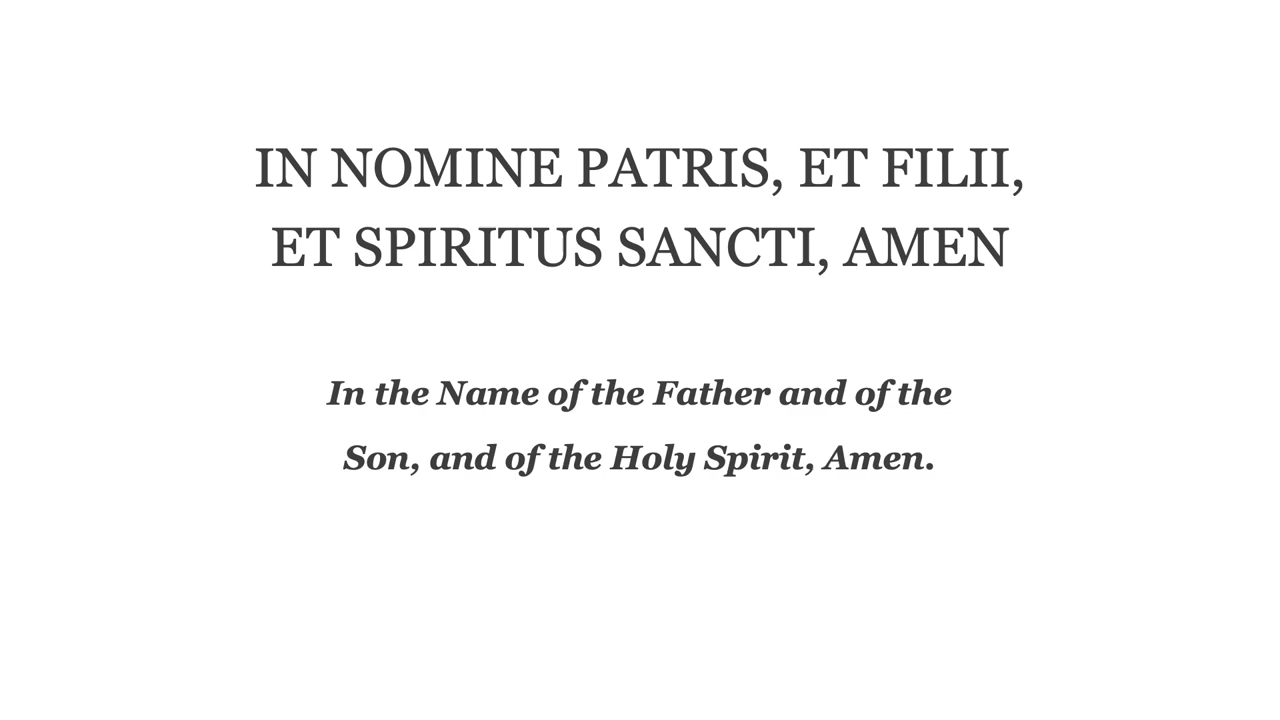 IN NOMINE PATRIS, ET FILII,
ET SPIRITUS SANCTI, AMEN
In the Name of the Father and of the
Son, and of the Holy Spirit, Amen.